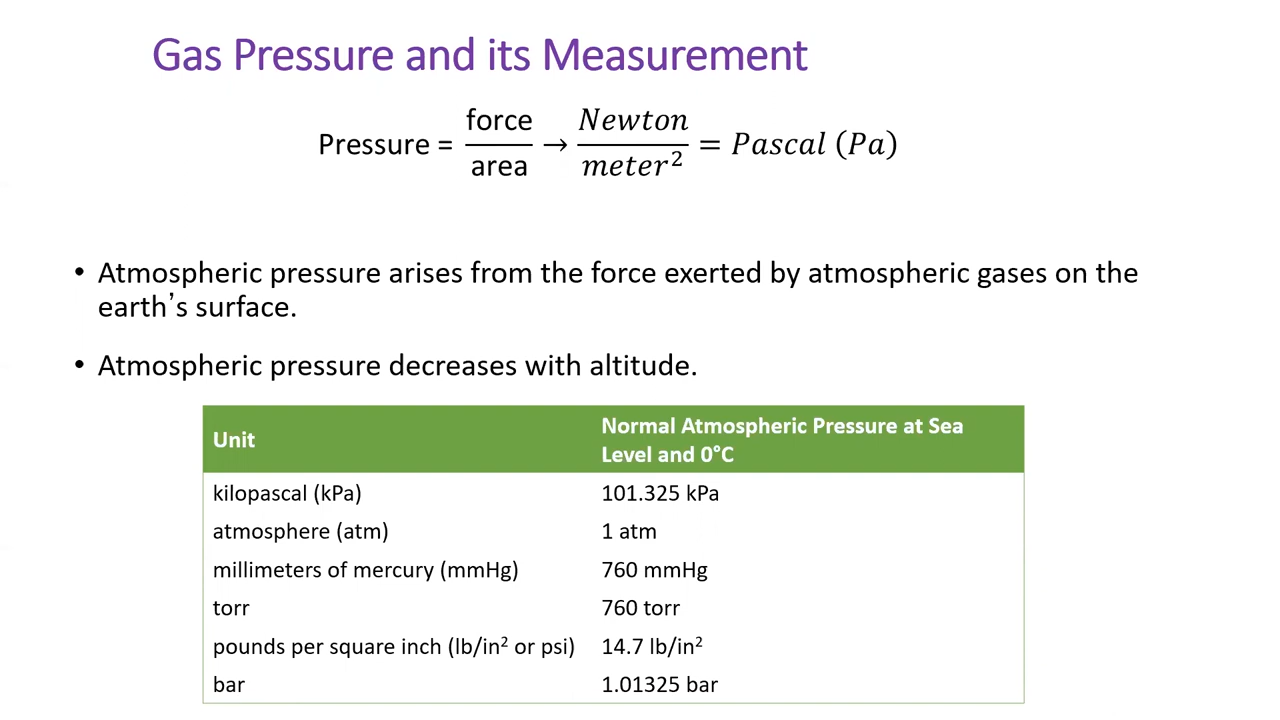 Gas Pressure and its Measurement
Pressure = force/area → Newton/meter² = Pascal (Pa)
• Atmospheric pressure arises from the force exerted by atmospheric gases on the
earth’s surface.
• Atmospheric pressure decreases with altitude.
Unit
Normal Atmospheric Pressure at Sea
Level and 0°C
kilopascal (kPa) 101.325 kPa
atmosphere (atm) 1 atm
millimeters of mercury (mmHg) 760 mmHg
torr 760 torr
pounds per square inch (lb/in² or psi) 14.7 lb/in²
bar 1.01325 bar